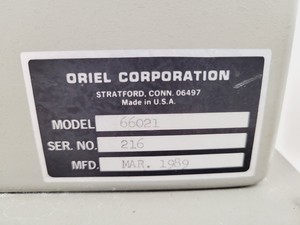 ORIEL CORPORATION
STRATFORD, CONN. 06497
Made in U.S.A.
MODEL 66021
SER. NO. 216
MFD. MAR. 1989